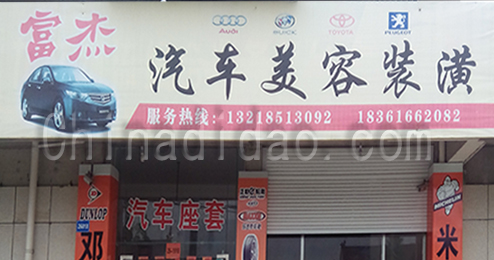 富杰
Audi BUICK TOYOTA PEUGEOT
汽车美容装潢
服务热线：13218513092 18361662082
Chinadidao.com
DUNLOP
邓
汽车座套
MICHELIN
米